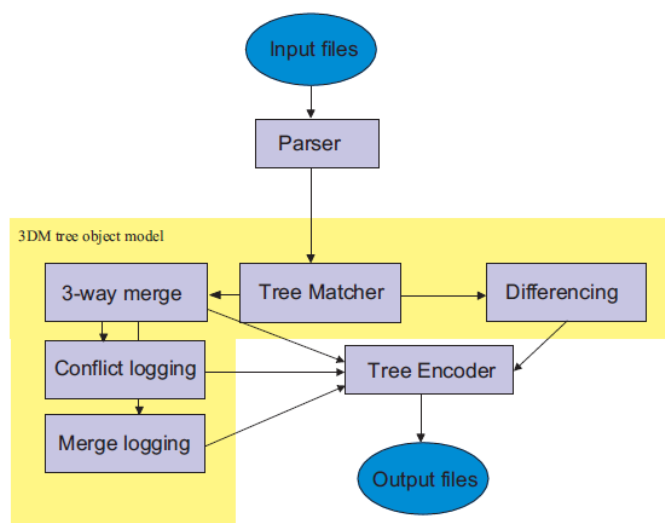 Input files
Parser
3DM tree object model
3-way merge
Tree Matcher
Differencing
Conflict logging
Tree Encoder
Merge logging
Output files